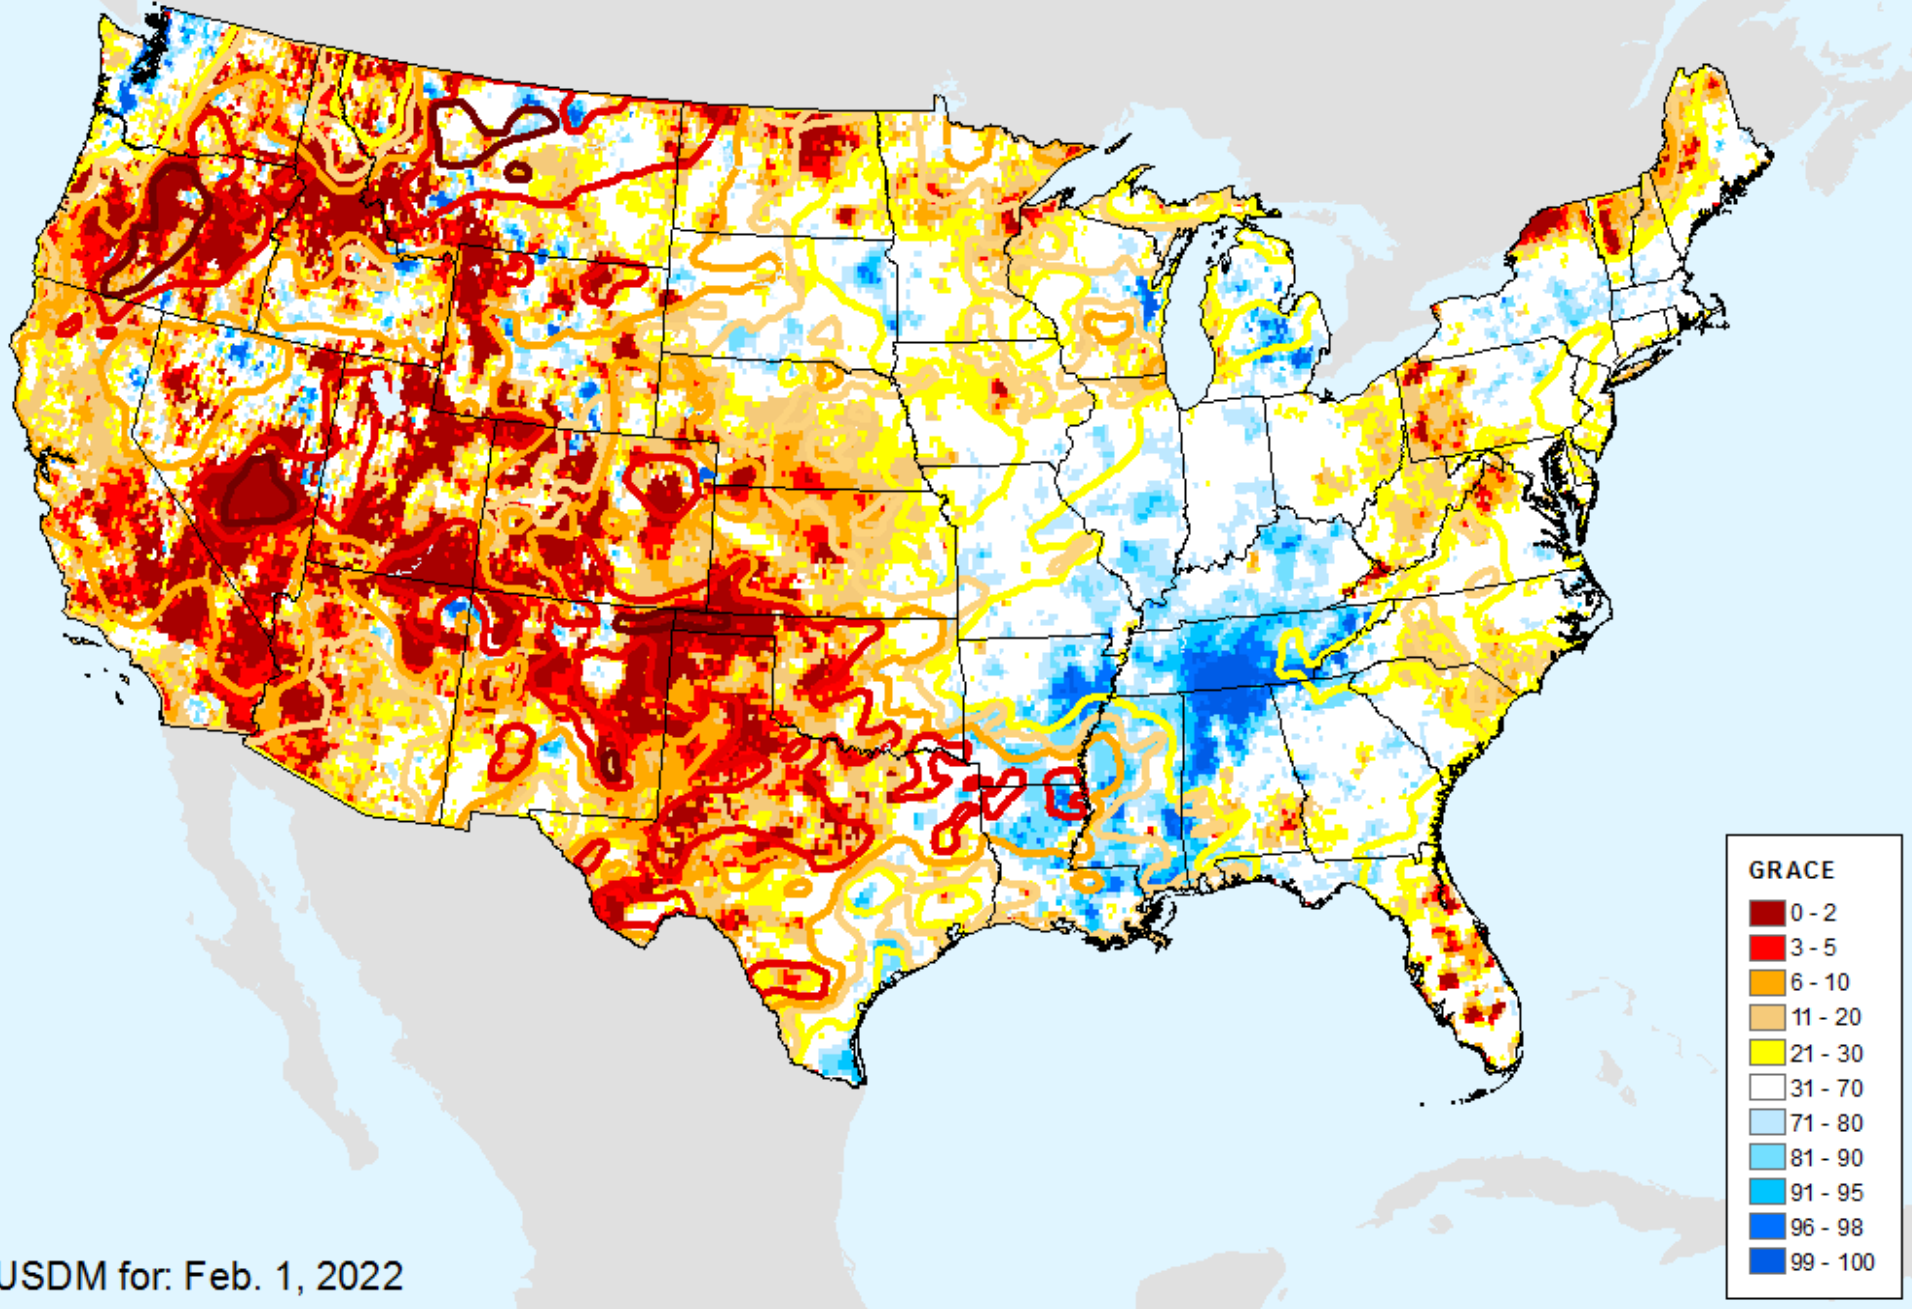 GRACE
0 - 2
3 - 5
6 - 10
11 - 20
21 - 30
31 - 70
71 - 80
81 - 90
91 - 95
96 - 98
99 - 100
USDM for: Feb. 1, 2022